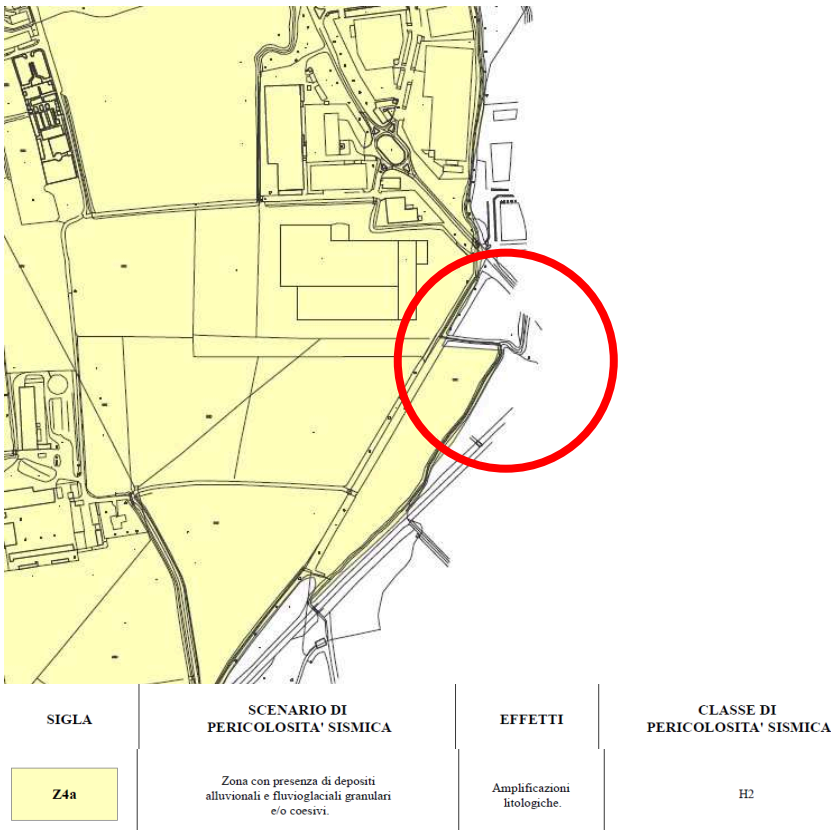 SIGLA
SCENARIO DI
PERICOLOSITA' SISMICA
EFFETTI
CLASSE DI
PERICOLOSITA' SISMICA
Z4a
Zona con presenza di depositi
alluvionali e fluvioglaciali granulari
e/o coesivi.
Amplificazioni
litologiche.
H2